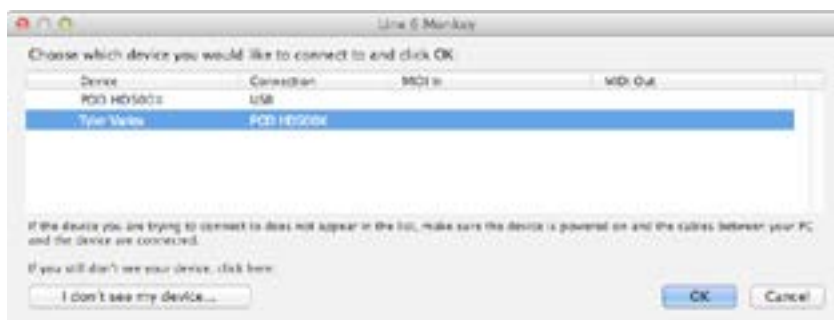 Line 6 Monkey
Choose which device you would like to connect to and click OK
Device Connection MIDI In MIDI Out
POD HD500X USB
Tyler Variax POD HD500X
If the device you are trying to connect to does not appear in the list, make sure the device is powered on and the cables between your PC
and the device are connected.
If you still don't see your device, click here:
I don't see my device...
OK Cancel